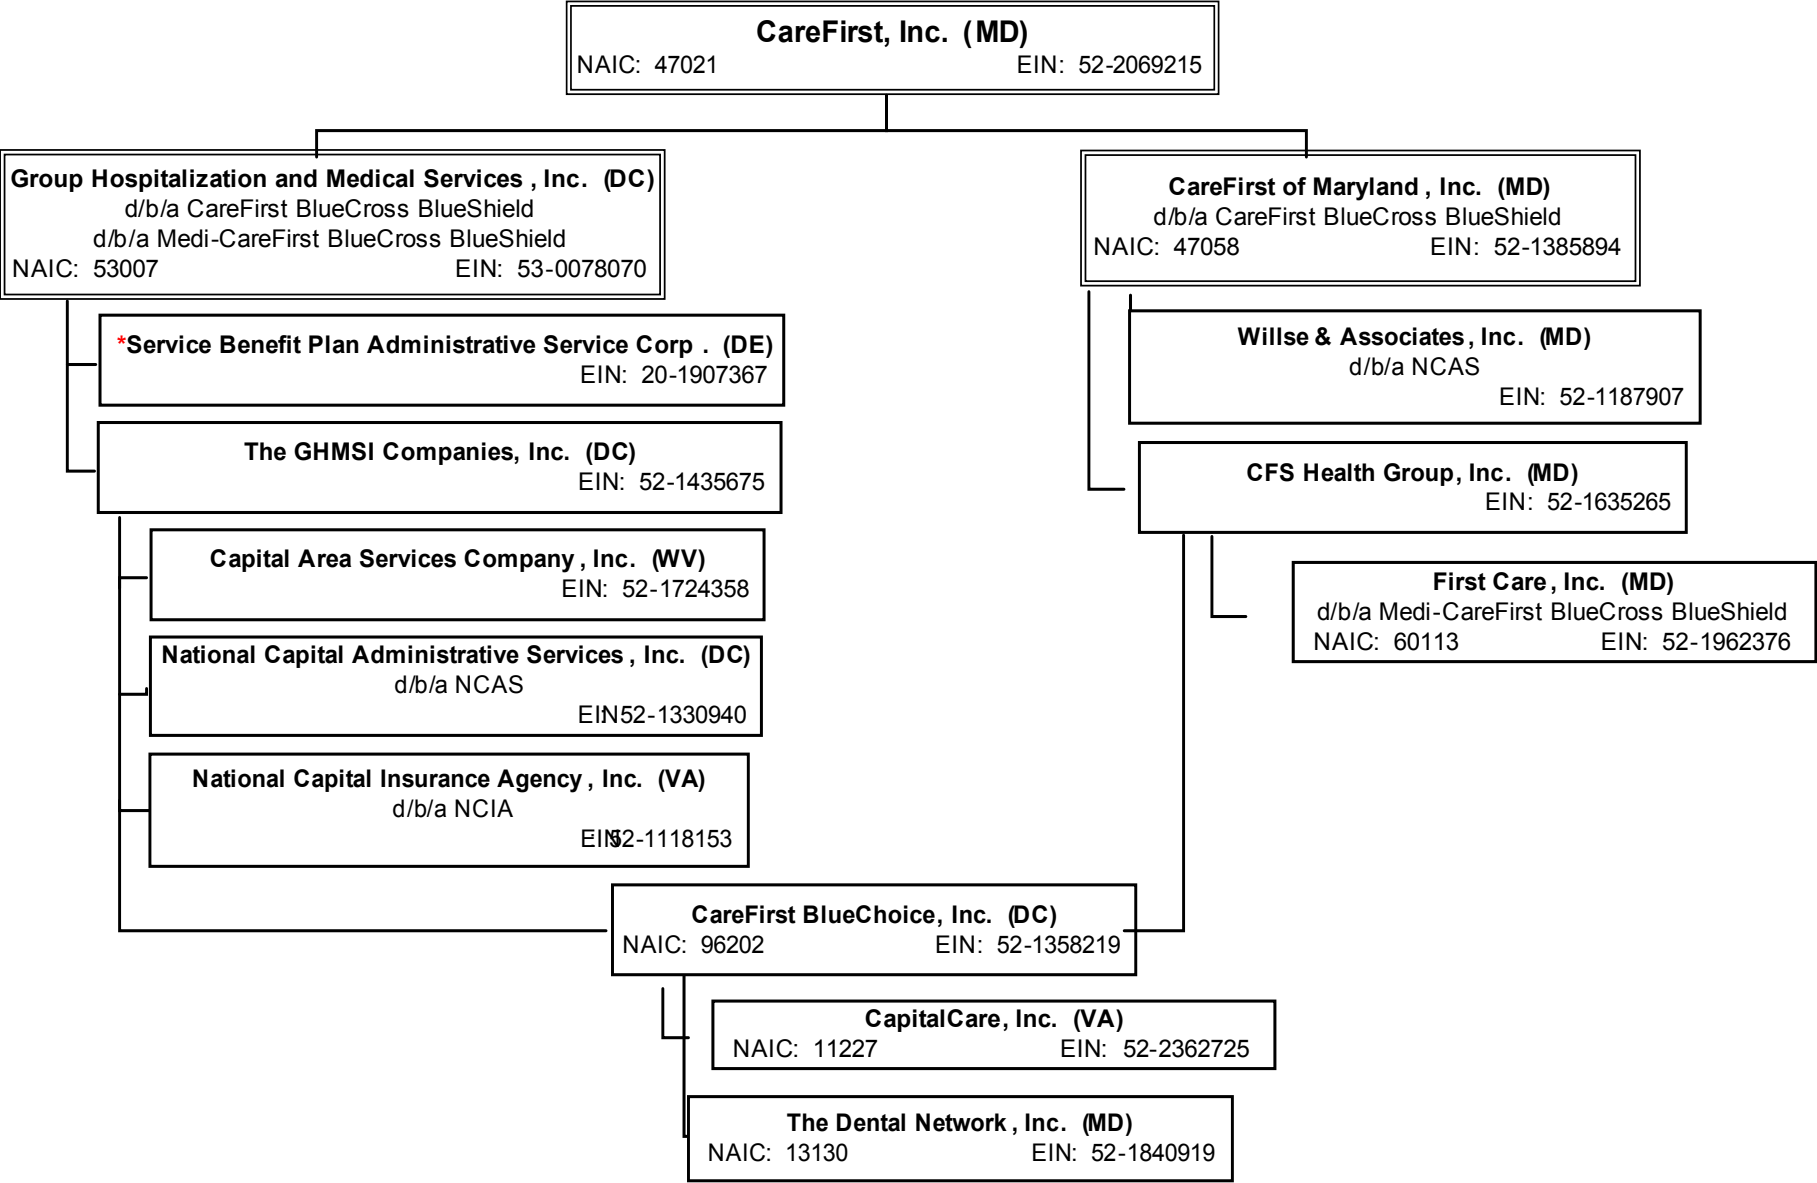 CareFirst, Inc. (MD)
NAIC: 47021 EIN: 52-2069215
Group Hospitalization and Medical Services , Inc. (DC)
d/b/a CareFirst BlueCross BlueShield
d/b/a Medi-CareFirst BlueCross BlueShield
NAIC: 53007 EIN: 53-0078070
CareFirst of Maryland , Inc. (MD)
d/b/a CareFirst BlueCross BlueShield
NAIC: 47058 EIN: 52-1385894
*Service Benefit Plan Administrative Service Corp . (DE)
EIN: 20-1907367
Willse & Associates, Inc. (MD)
d/b/a NCAS
EIN: 52-1187907
The GHMSI Companies, Inc. (DC)
EIN: 52-1435675
CFS Health Group, Inc. (MD)
EIN: 52-1635265
Capital Area Services Company , Inc. (WV)
EIN: 52-1724358
First Care , Inc. (MD)
d/b/a Medi-CareFirst BlueCross BlueShield
NAIC: 60113 EIN: 52-1962376
National Capital Administrative Services , Inc. (DC)
d/b/a NCAS
EIN: 52-1330940
National Capital Insurance Agency , Inc. (VA)
d/b/a NCIA
EIN: 52-1118153
CareFirst BlueChoice, Inc. (DC)
NAIC: 96202 EIN: 52-1358219
CapitalCare, Inc. (VA)
NAIC: 11227 EIN: 52-2362725
The Dental Network , Inc. (MD)
NAIC: 13130 EIN: 52-1840919